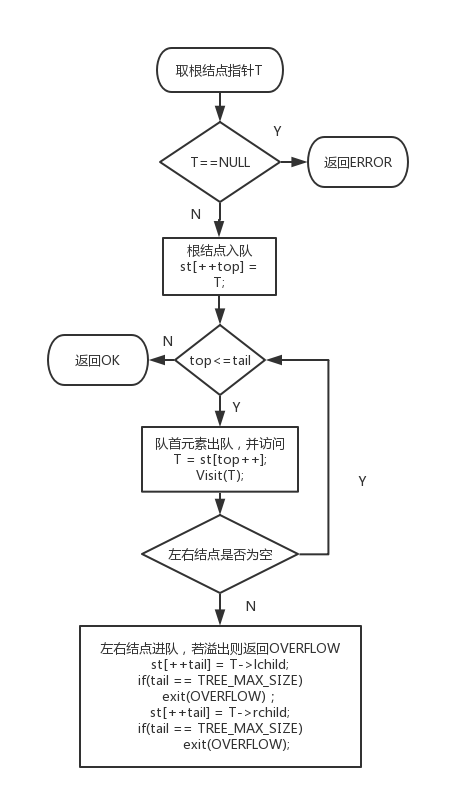 取根结点指针T
Y
T==NULL
返回ERROR
N
根结点入队
st[++top] =
T;
N
返回OK
top<=tail
Y
队首元素出队，并访问
T = st[top++];
Visit(T);
Y
左右结点是否为空
N
左右结点进队，若溢出则返回OVERFLOW
st[++tail] = T->lchild;
if(tail == TREE_MAX_SIZE)
exit(OVERFLOW) ;
st[++tail] = T->rchild;
if(tail == TREE_MAX_SIZE)
exit(OVERFLOW);